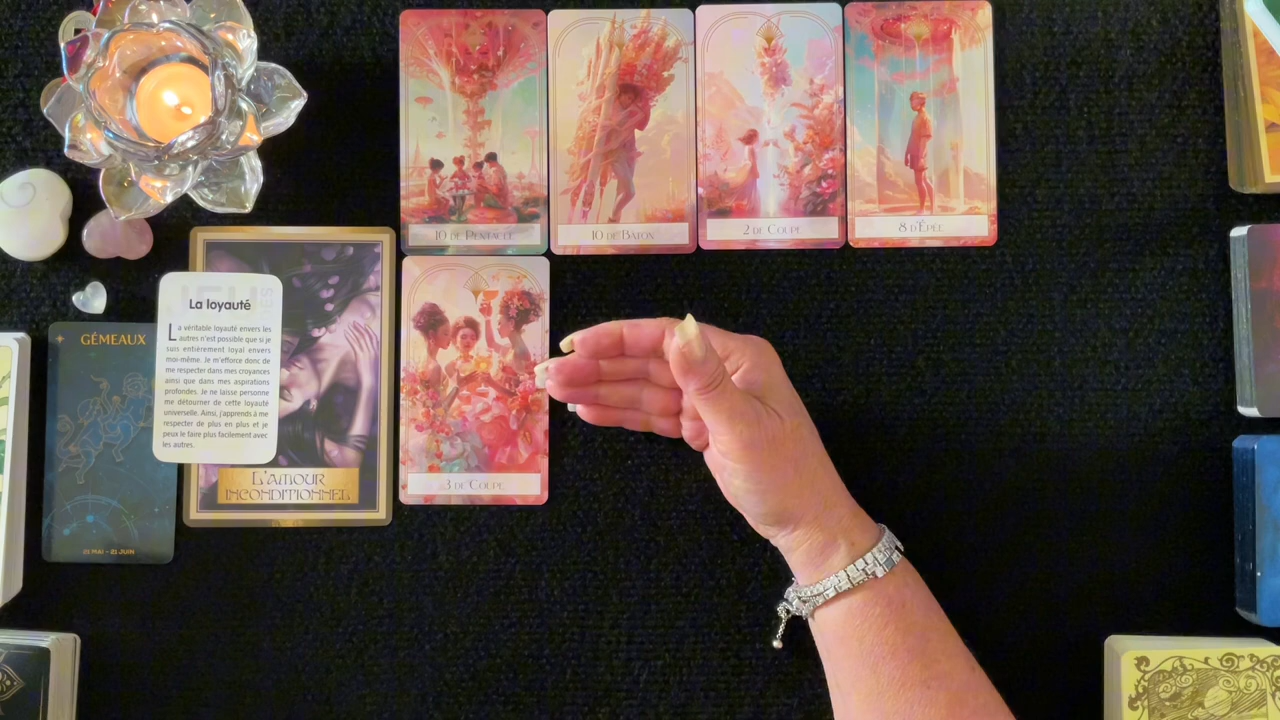 10 DE PENTACLE
10 DE BÂTON
2 DE COUPE
8 D'ÉPÉE
La loyauté
La véritable loyauté envers les
autres n'est possible que si je
suis entièrement loyal envers
moi-même. Je m'efforce donc de
me respecter dans mes croyances
ainsi que dans mes aspirations
profondes. Je ne laisse personne
me détourner de cette loyauté
universelle. Ainsi, j'apprends à me
respecter de plus en plus et je
peux le faire plus facilement avec
les autres.
GÉMEAUX
21 MAI - 21 JUIN
L'AMOUR
INCONDITIONNEL
3 DE COUPE